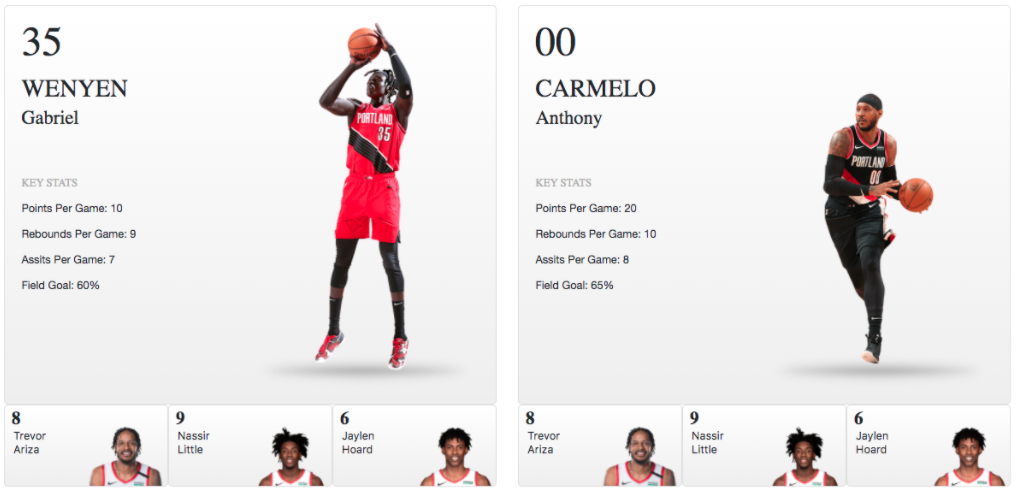 35
WENYEN
Gabriel
KEY STATS
Points Per Game: 10
Rebounds Per Game: 9
Assits Per Game: 7
Field Goal: 60%
PORTLAND
35
8
Trevor
Ariza
9
Nassir
Little
6
Jaylen
Hoard
00
CARMELO
Anthony
KEY STATS
Points Per Game: 20
Rebounds Per Game: 10
Assits Per Game: 8
Field Goal: 65%
PORTLAND
00
8
Trevor
Ariza
9
Nassir
Little
6
Jaylen
Hoard